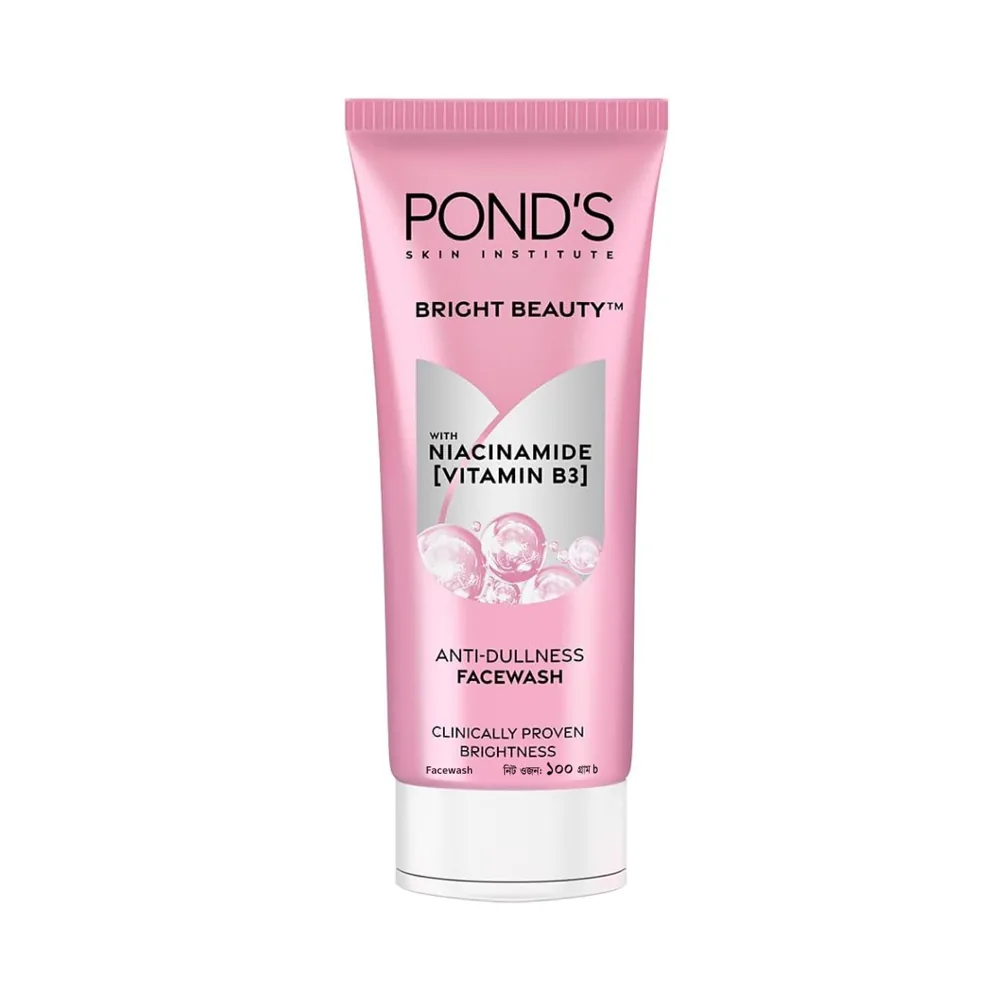 POND'S
SKIN INSTITUTE
BRIGHT BEAUTY™
WITH
NIACINAMIDE
[VITAMIN B3]
ANTI-DULLNESS
FACEWASH
CLINICALLY PROVEN
BRIGHTNESS
Facewash নিট ওজন: ১০০ গ্রাম b